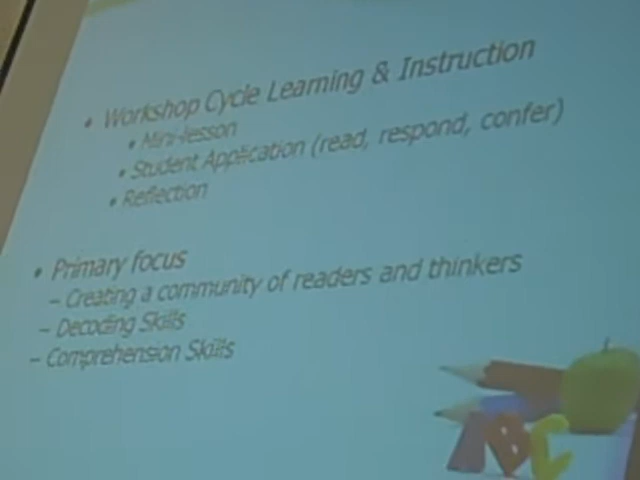 • Workshop Cycle Learning & Instruction
• Mini-lesson
• Student Application (read, respond, confer)
• Reflection
• Primary focus
– Creating a community of readers and thinkers
– Decoding Skills
– Comprehension Skills
ABC